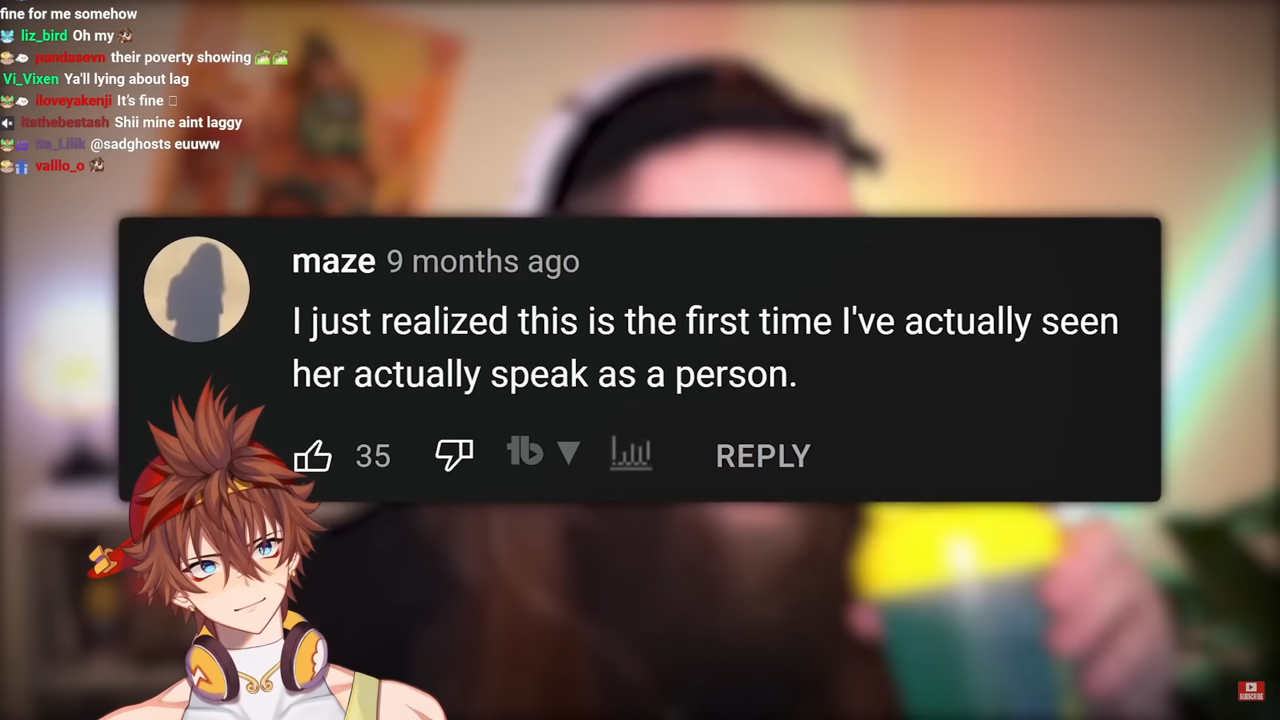 fine for me somehow
liz_bird Oh my
pandasevn their poverty showing
Vi_Vixen Ya'll lying about lag
iloveyakenji It's fine
itsthebestash Shii mine aint laggy
@sadghosts euuww
valllo_o
maze 9 months ago
I just realized this is the first time I've actually seen
her actually speak as a person.
35 tb REPLY
SUBSCRIBE